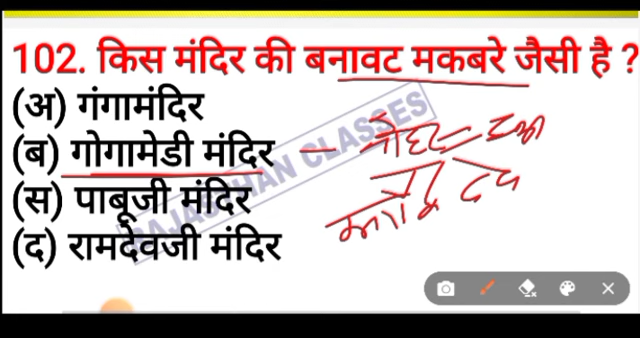 102. किस मंदिर की बनावट मकबरे जैसी है ?
(अ) गंगामंदिर
(ब) गोगामेडी मंदिर –
(स) पाबूजी मंदिर
(द) रामदेवजी मंदिर
RAJASTHAN CLASSES